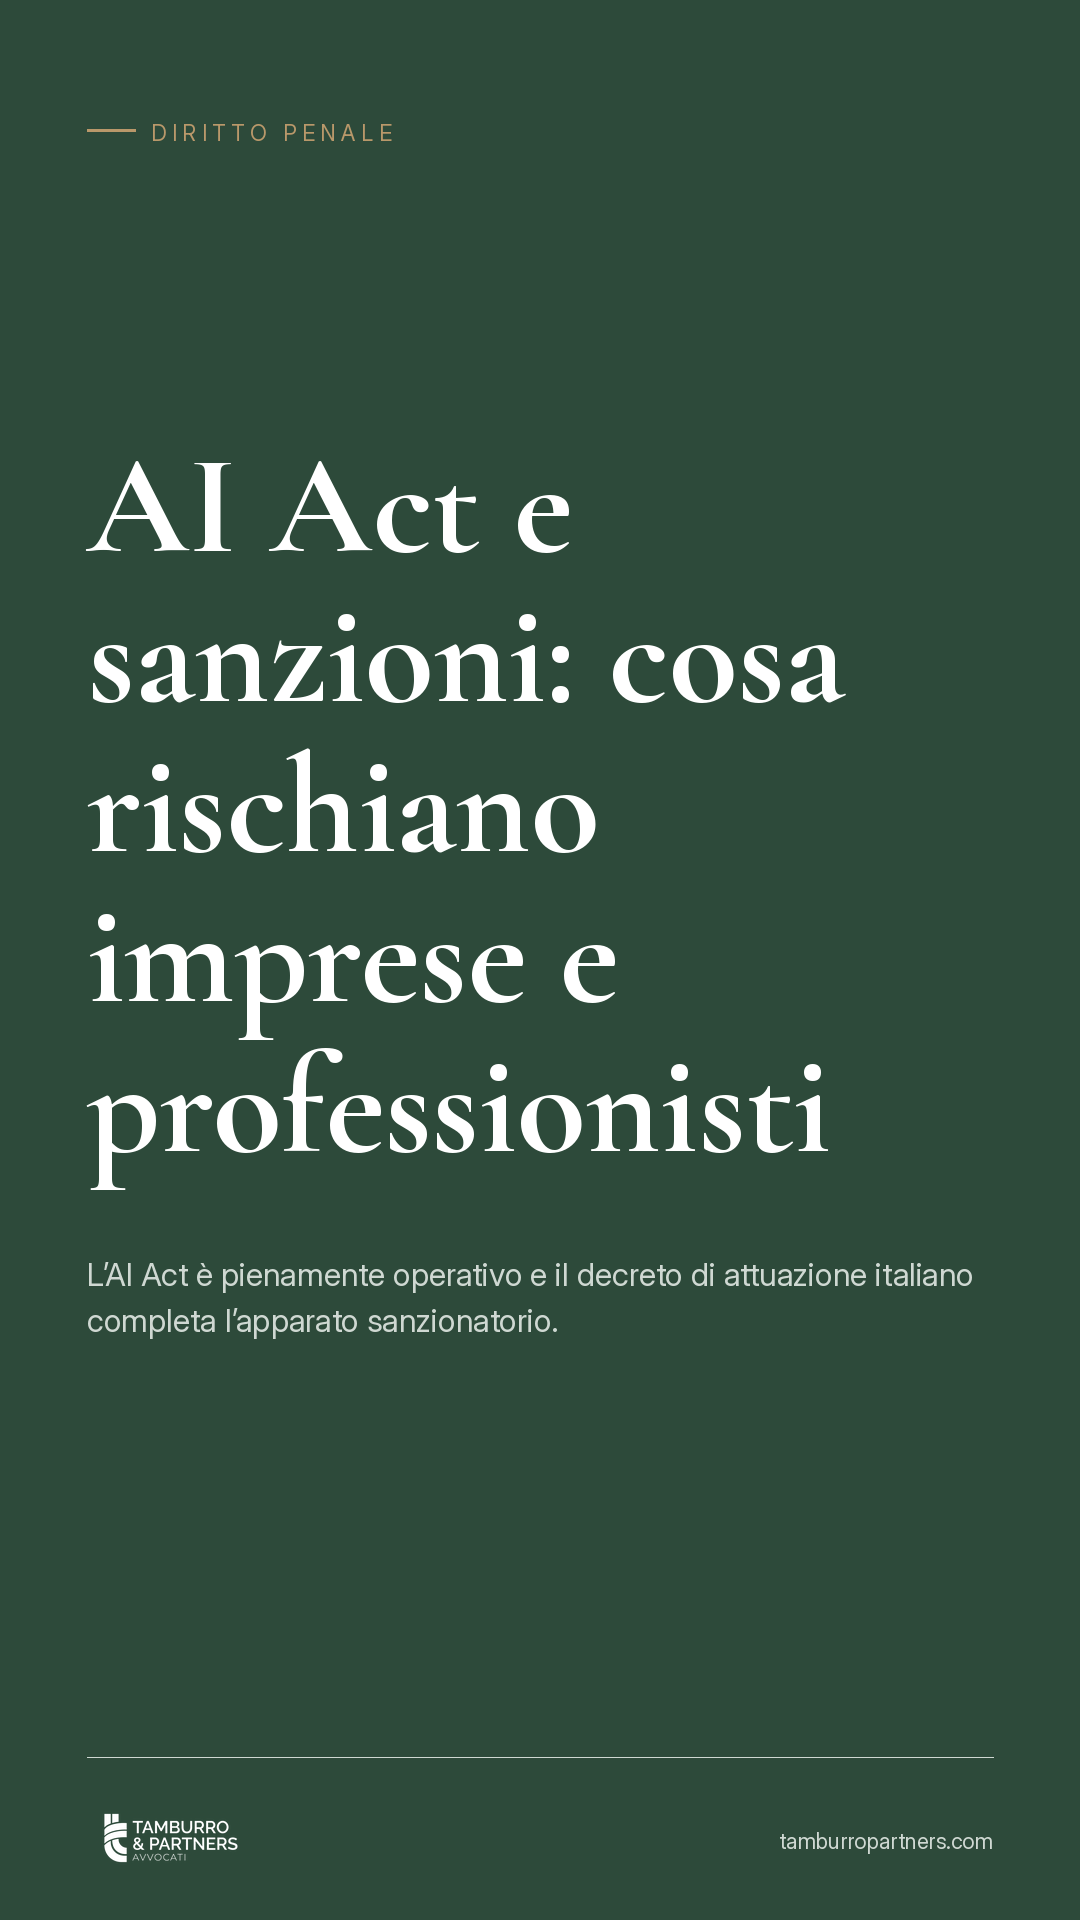 DIRITTO PENALE
AI Act e
sanzioni: cosa
rischiano
imprese e
professionisti
L’AI Act è pienamente operativo e il decreto di attuazione italiano
completa l’apparato sanzionatorio.
TAMBURRO
& PARTNERS
AVVOCATI
tamburropartners.com